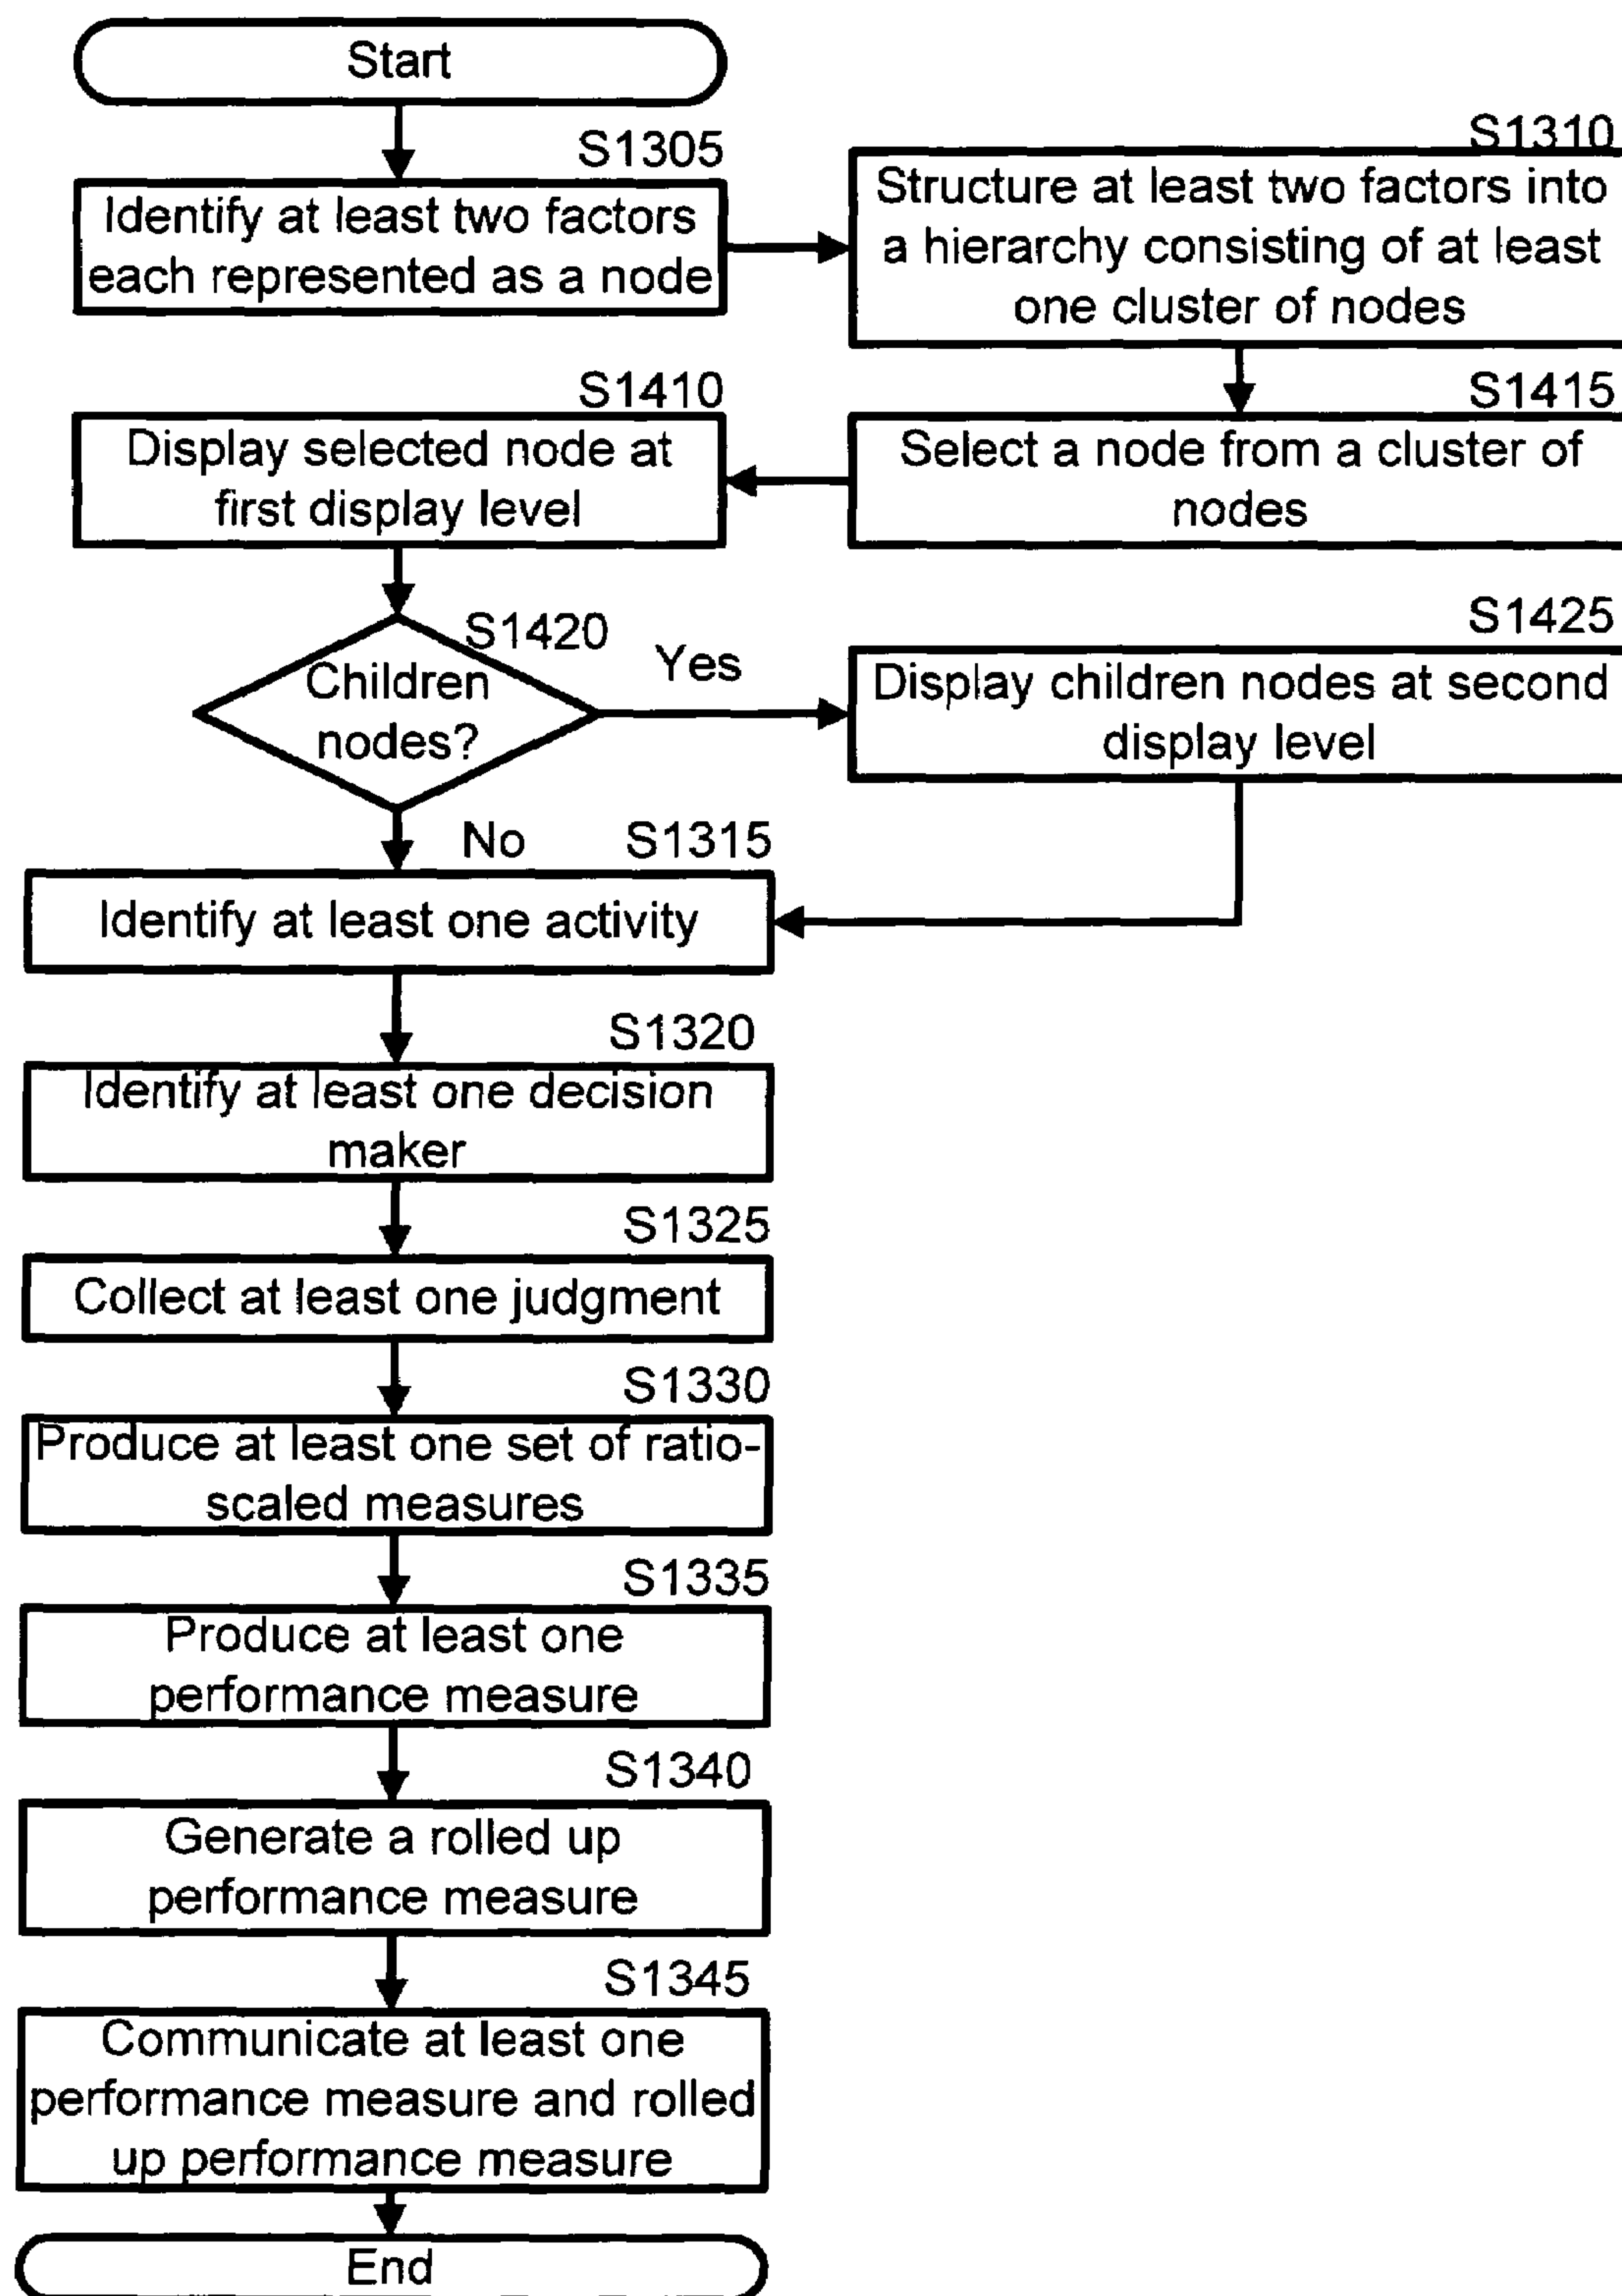 Start
S1305
Identify at least two factors
each represented as a node
S1310
Structure at least two factors into
a hierarchy consisting of at least
one cluster of nodes
S1410
Display selected node at
first display level
S1415
Select a node from a cluster of
nodes
S1420
Children
nodes?
Yes
S1425
Display children nodes at second
display level
No
S1315
Identify at least one activity
S1320
Identify at least one decision
maker
S1325
Collect at least one judgment
S1330
Produce at least one set of ratio-
scaled measures
S1335
Produce at least one
performance measure
S1340
Generate a rolled up
performance measure
S1345
Communicate at least one
performance measure and rolled
up performance measure
End